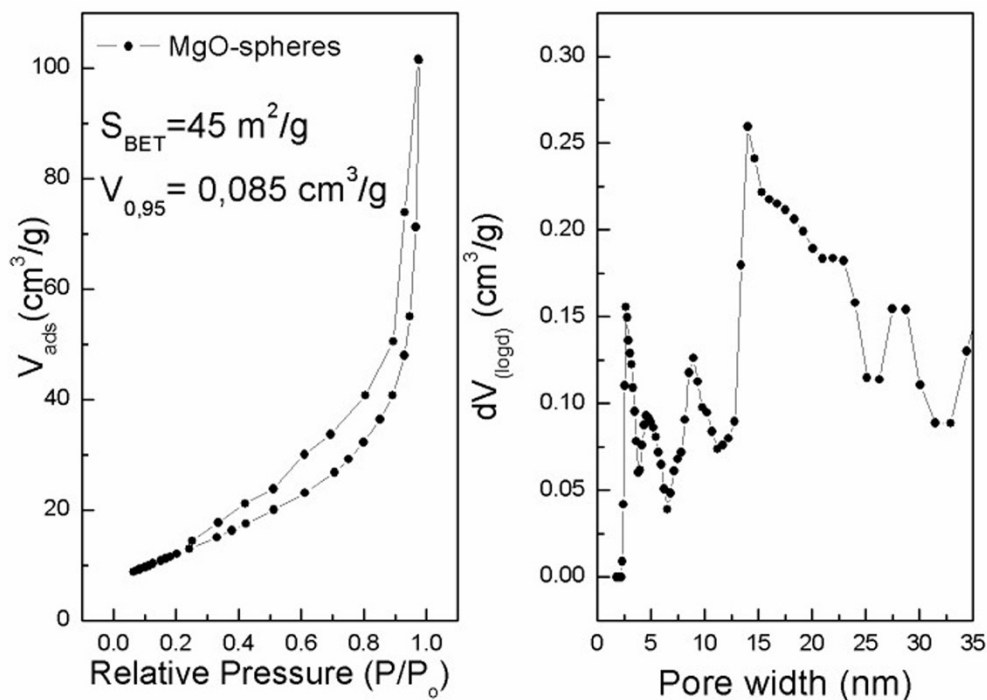 MgO-spheres
S_BET=45 m²/g
V_0,95= 0,085 cm³/g
V_ads (cm³/g)
100
80
60
40
20
0
0.0 0.2 0.4 0.6 0.8 1.0
Relative Pressure (P/P_o)
dV_(logd) (cm³/g)
0.30
0.25
0.20
0.15
0.10
0.05
0.00
0 5 10 15 20 25 30 35
Pore width (nm)